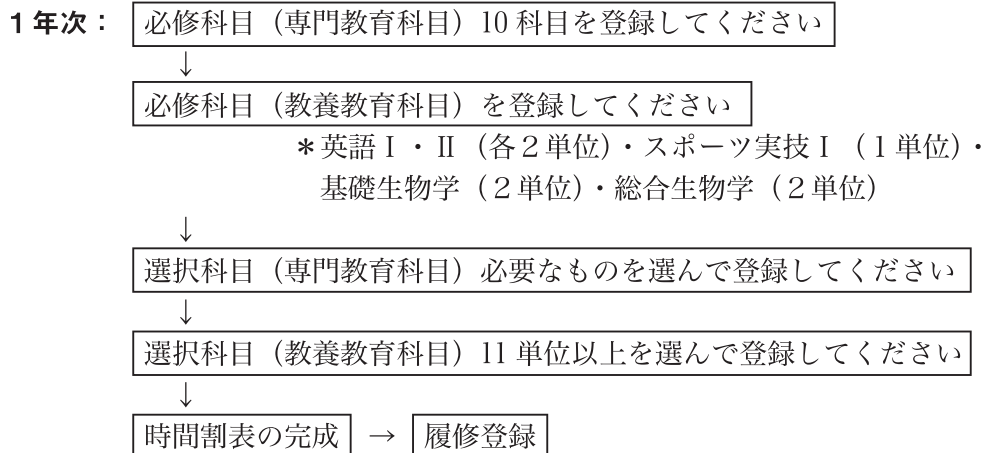 1年次： 必修科目（専門教育科目）10科目を登録してください
↓
必修科目（教養教育科目）を登録してください
＊英語Ⅰ・Ⅱ（各２単位）・スポーツ実技Ⅰ（１単位）・
基礎生物学（２単位）・総合生物学（２単位）
↓
選択科目（専門教育科目）必要なものを選んで登録してください
↓
選択科目（教養教育科目）11単位以上を選んで登録してください
↓
時間割表の完成 → 履修登録